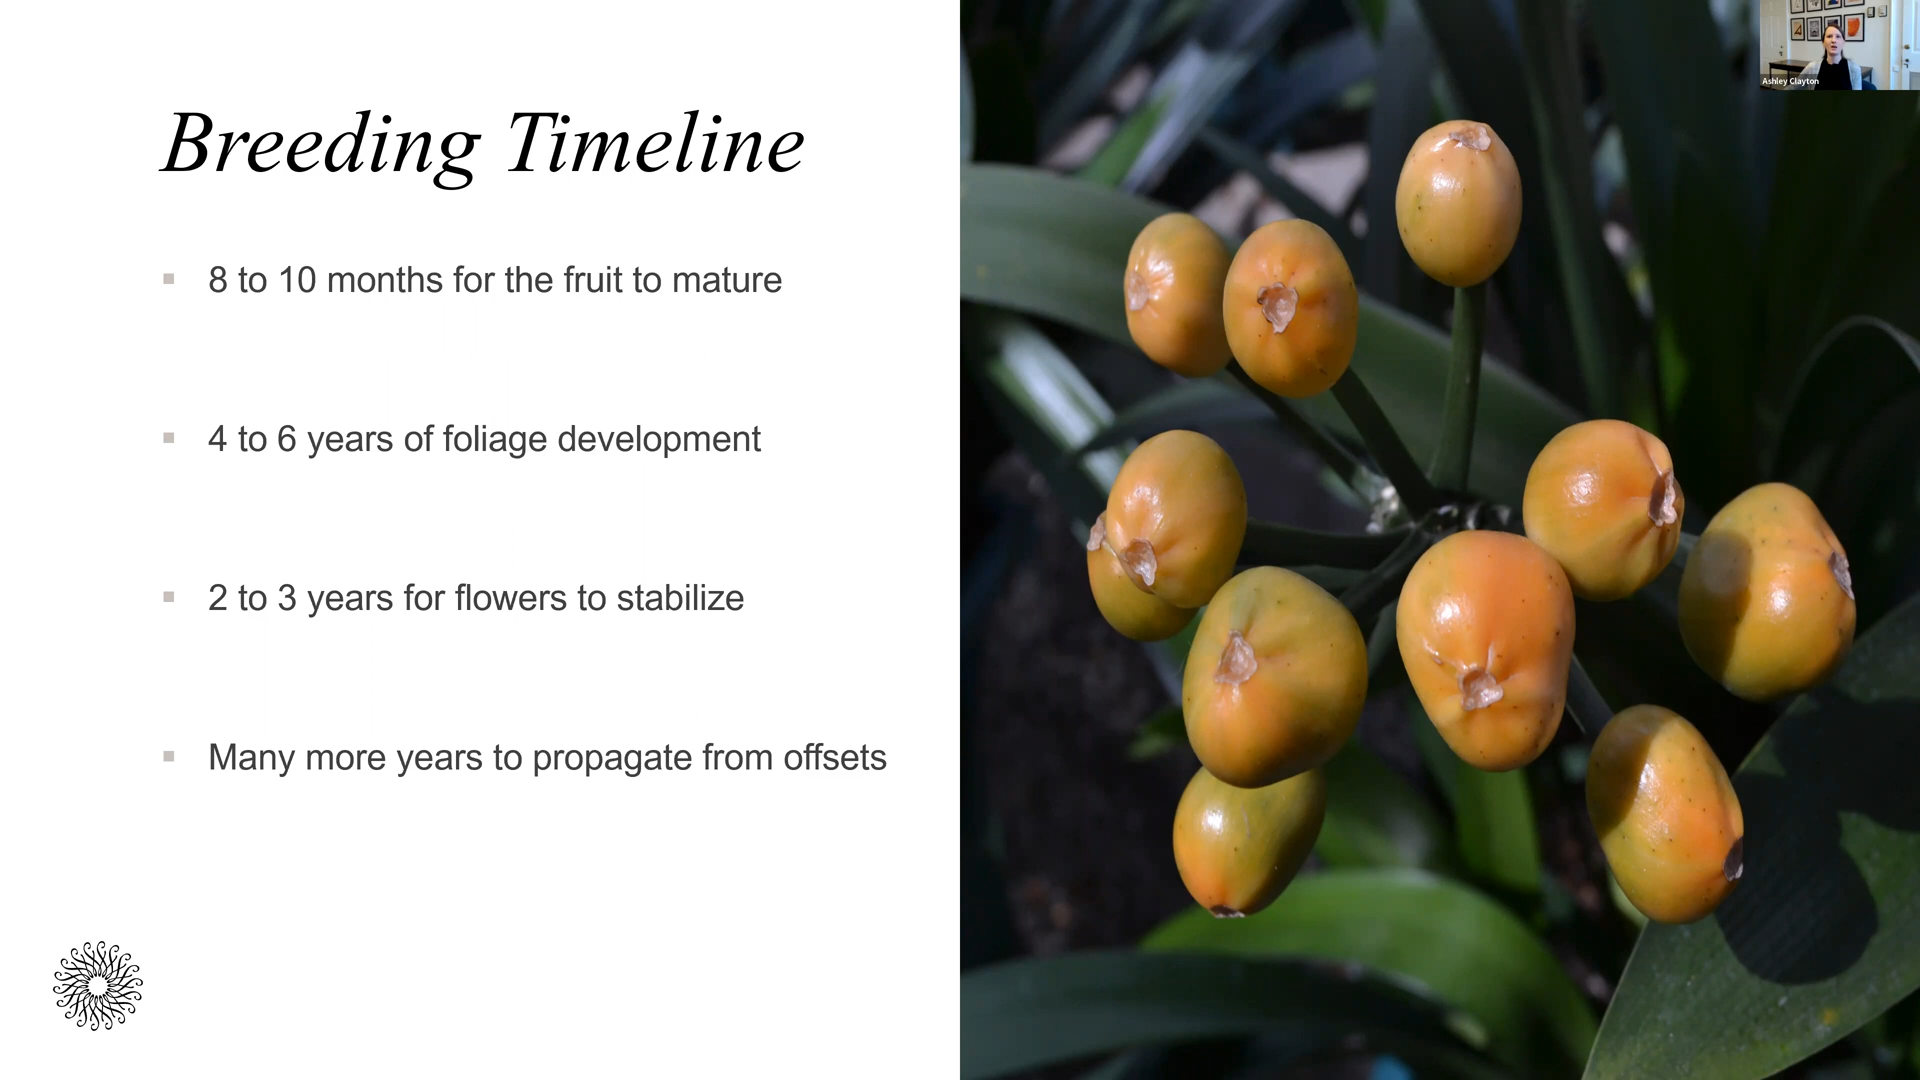 Breeding Timeline
8 to 10 months for the fruit to mature
4 to 6 years of foliage development
2 to 3 years for flowers to stabilize
Many more years to propagate from offsets
Ashley Clayton